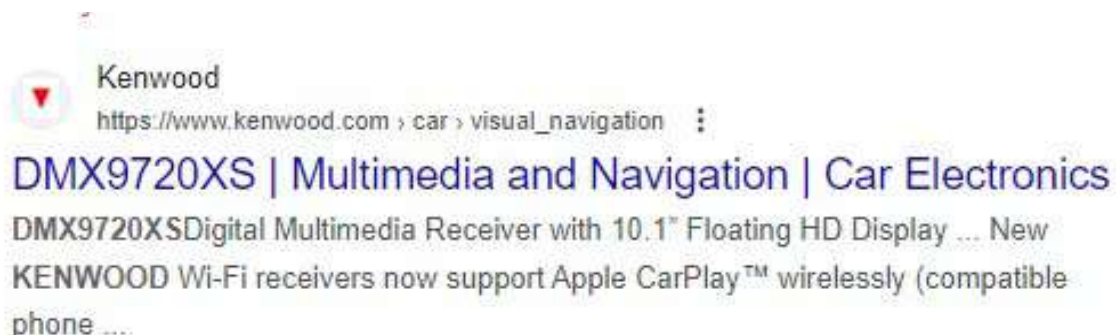 Kenwood
https://www.kenwood.com › car › visual_navigation
DMX9720XS | Multimedia and Navigation | Car Electronics
DMX9720XSDigital Multimedia Receiver with 10.1” Floating HD Display ... New
KENWOOD Wi-Fi receivers now support Apple CarPlay™ wirelessly (compatible
phone ...